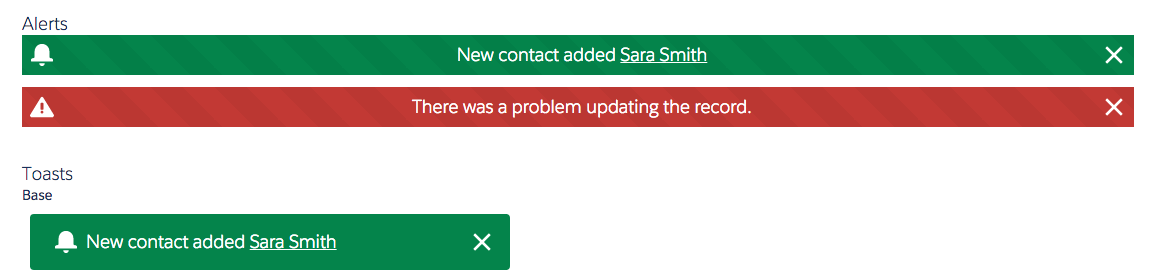 Alerts
New contact added Sara Smith
There was a problem updating the record.
Toasts
Base
New contact added Sara Smith